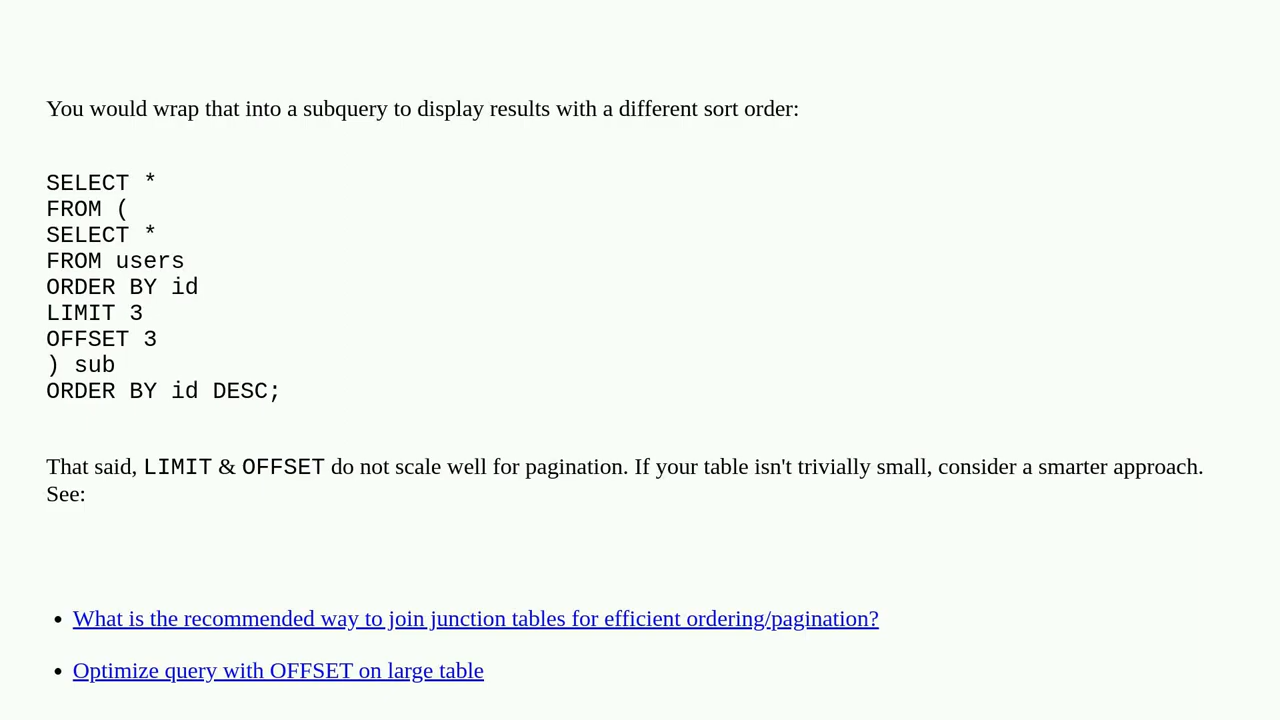 You would wrap that into a subquery to display results with a different sort order:
SELECT *
FROM (
SELECT *
FROM users
ORDER BY id
LIMIT 3
OFFSET 3
) sub
ORDER BY id DESC;
That said, LIMIT & OFFSET do not scale well for pagination. If your table isn't trivially small, consider a smarter approach.
See:
• What is the recommended way to join junction tables for efficient ordering/pagination?
• Optimize query with OFFSET on large table